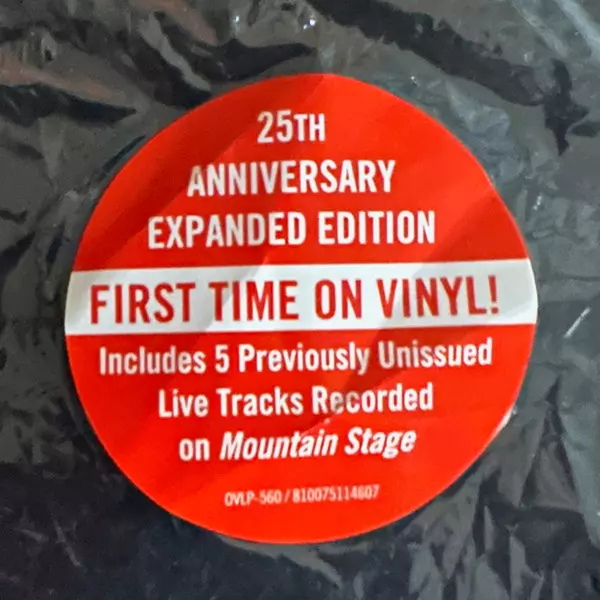 25TH
ANNIVERSARY
EXPANDED EDITION
FIRST TIME ON VINYL!
Includes 5 Previously Unissued
Live Tracks Recorded
on Mountain Stage
OVLP-560 / 810075114607